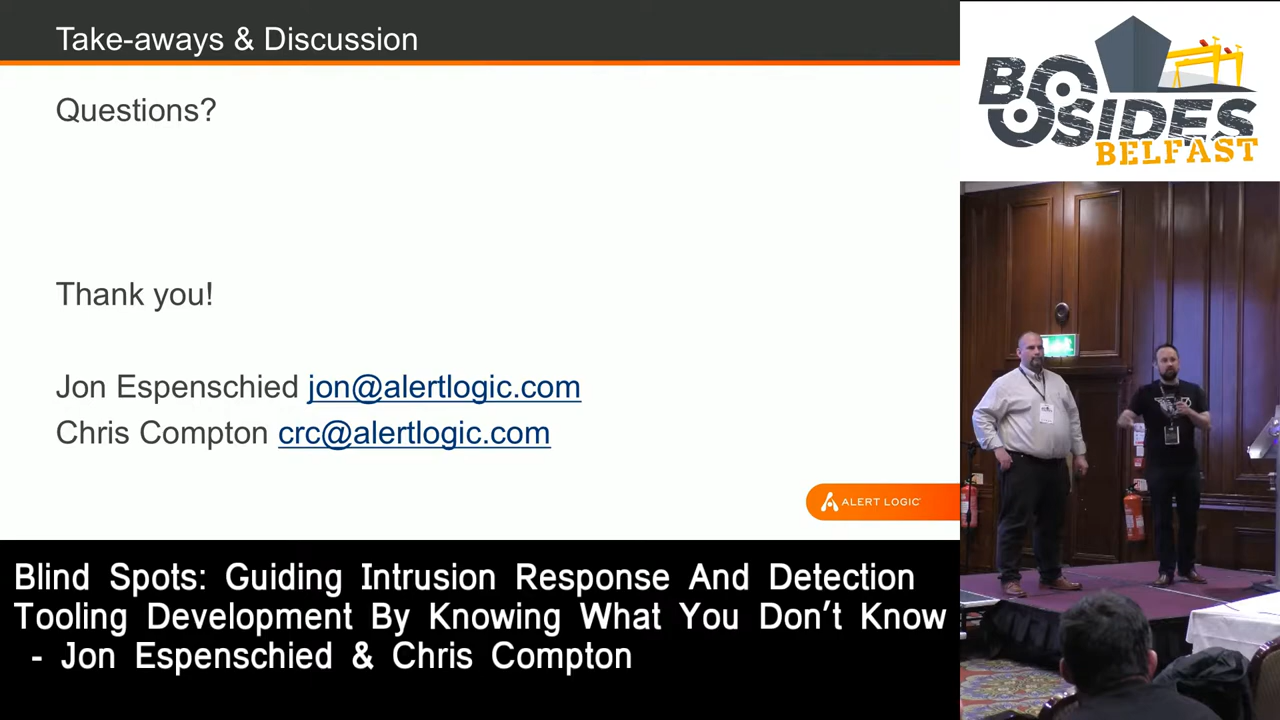 Take-aways & Discussion
Questions?
Thank you!
Jon Espenschied jon@alertlogic.com
Chris Compton crc@alertlogic.com
ALERT LOGIC
BSIDES
BELFAST
Blind Spots: Guiding Intrusion Response And Detection
Tooling Development By Knowing What You Don't Know
- Jon Espenschied & Chris Compton